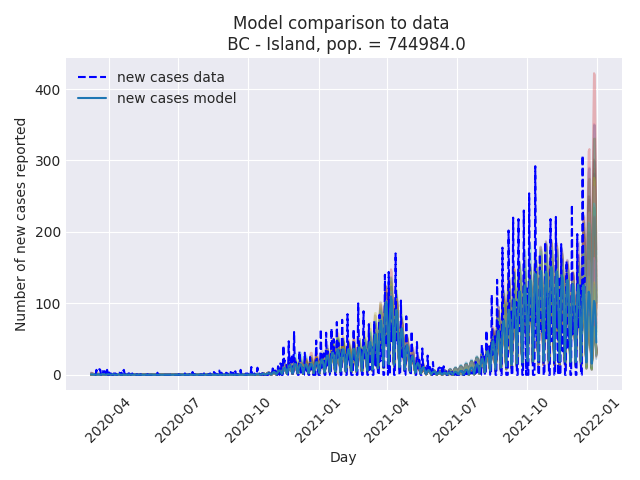 Model comparison to data
BC - Island, pop. = 744984.0
new cases data
new cases model
Number of new cases reported
400
300
200
100
0
2020-04
2020-07
2020-10
2021-01
2021-04
2021-07
2021-10
2022-01
Day